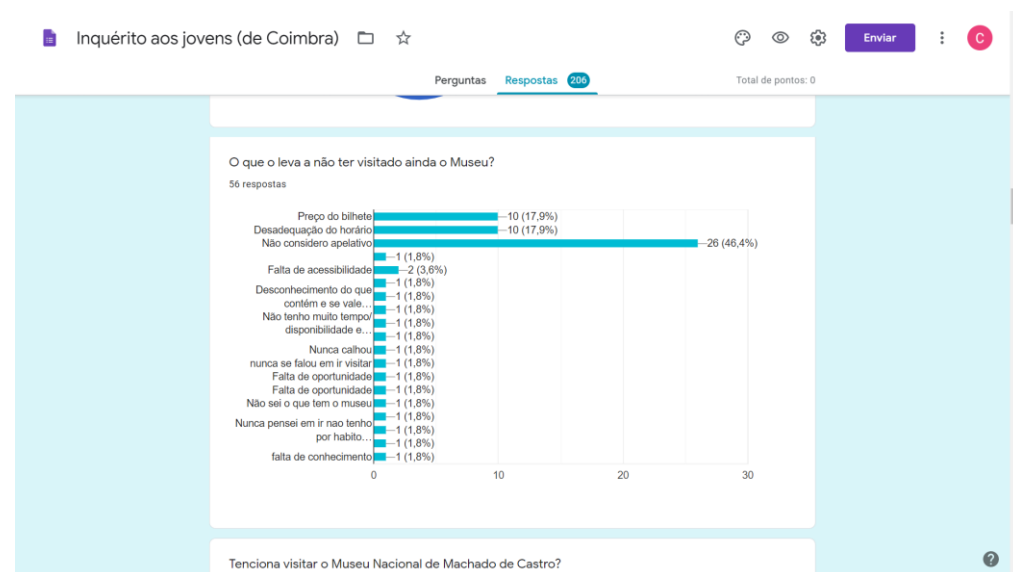 Inquérito aos jovens (de Coimbra)
Enviar
C
Perguntas Respostas 206
Total de pontos: 0
O que o leva a não ter visitado ainda o Museu?
56 respostas
Preço do bilhete 10 (17,9%)
Desadequação do horário 10 (17,9%)
Não considero apelativo 26 (46,4%)
1 (1,8%)
Falta de acessibilidade 2 (3,6%)
1 (1,8%)
Desconhecimento do que
contém e se vale… 1 (1,8%)
1 (1,8%)
Não tenho muito tempo/
disponibilidade e… 1 (1,8%)
1 (1,8%)
Nunca calhou 1 (1,8%)
nunca se falou em ir visitar 1 (1,8%)
Falta de oportunidade 1 (1,8%)
Falta de oportunidade 1 (1,8%)
Não sei o que tem o museu 1 (1,8%)
1 (1,8%)
Nunca pensei em ir nao tenho
por habito… 1 (1,8%)
1 (1,8%)
falta de conhecimento 1 (1,8%)
0 10 20 30
Tenciona visitar o Museu Nacional de Machado de Castro?